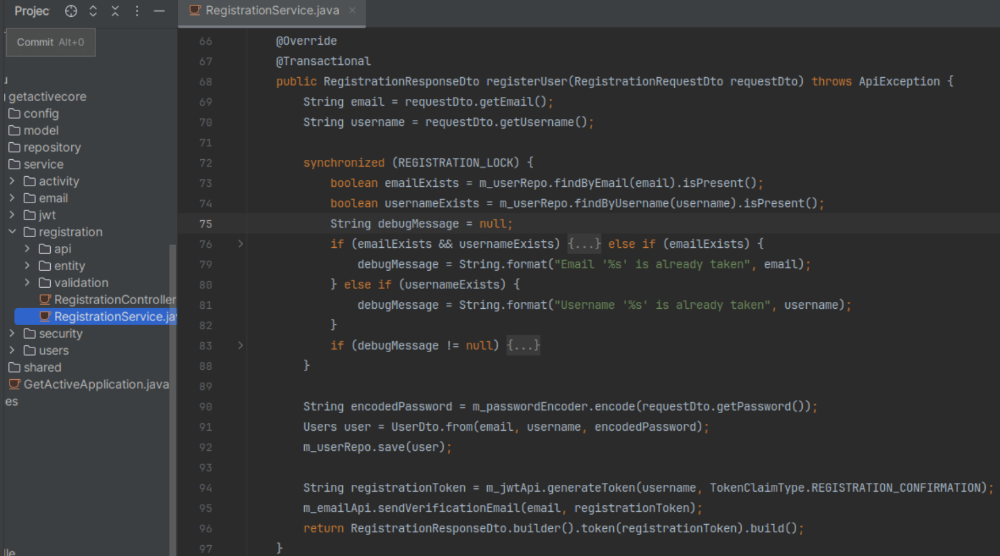 Projec
RegistrationService.java
Commit Alt+0
getactivecore
config
model
repository
service
activity
email
jwt
registration
api
entity
validation
RegistrationController
RegistrationService.ja
security
users
shared
GetActiveApplication.java
es
66 @Override
67 @Transactional
68 public RegistrationResponseDto registerUser(RegistrationRequestDto requestDto) throws ApiException {
69 String email = requestDto.getEmail();
70 String username = requestDto.getUsername();
71
72 synchronized (REGISTRATION_LOCK) {
73 boolean emailExists = m_userRepo.findByEmail(email).isPresent();
74 boolean usernameExists = m_userRepo.findByUsername(username).isPresent();
75 String debugMessage = null;
76 if (emailExists && usernameExists) {...} else if (emailExists) {
79 debugMessage = String.format("Email '%s' is already taken", email);
80 } else if (usernameExists) {
81 debugMessage = String.format("Username '%s' is already taken", username);
82 }
83 if (debugMessage != null) {...}
88 }
89
90 String encodedPassword = m_passwordEncoder.encode(requestDto.getPassword());
91 Users user = UserDto.from(email, username, encodedPassword);
92 m_userRepo.save(user);
93
94 String registrationToken = m_jwtApi.generateToken(username, TokenClaimType.REGISTRATION_CONFIRMATION);
95 m_emailApi.sendVerificationEmail(email, registrationToken);
96 return RegistrationResponseDto.builder().token(registrationToken).build();
97 }